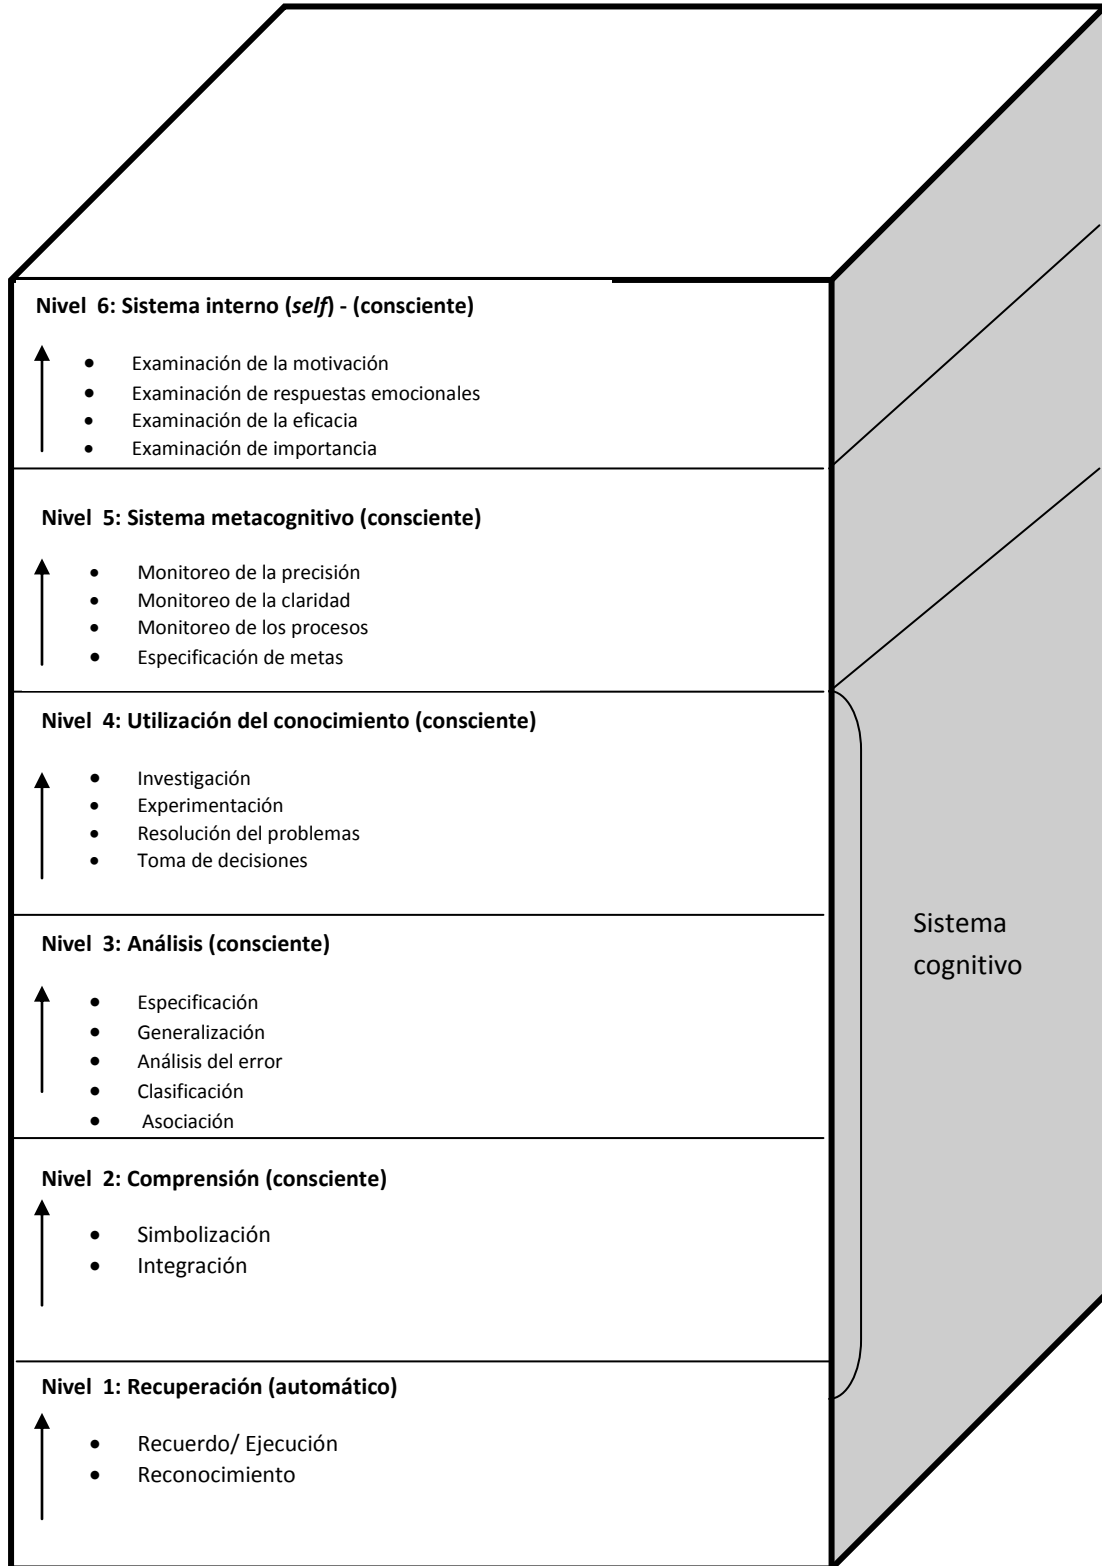 Nivel 6: Sistema interno (self) - (consciente)
• Examinación de la motivación
• Examinación de respuestas emocionales
• Examinación de la eficacia
• Examinación de importancia
Nivel 5: Sistema metacognitivo (consciente)
• Monitoreo de la precisión
• Monitoreo de la claridad
• Monitoreo de los procesos
• Especificación de metas
Nivel 4: Utilización del conocimiento (consciente)
• Investigación
• Experimentación
• Resolución del problemas
• Toma de decisiones
Nivel 3: Análisis (consciente)
• Especificación
• Generalización
• Análisis del error
• Clasificación
• Asociación
Nivel 2: Comprensión (consciente)
• Simbolización
• Integración
Nivel 1: Recuperación (automático)
• Recuerdo/ Ejecución
• Reconocimiento
Sistema
cognitivo